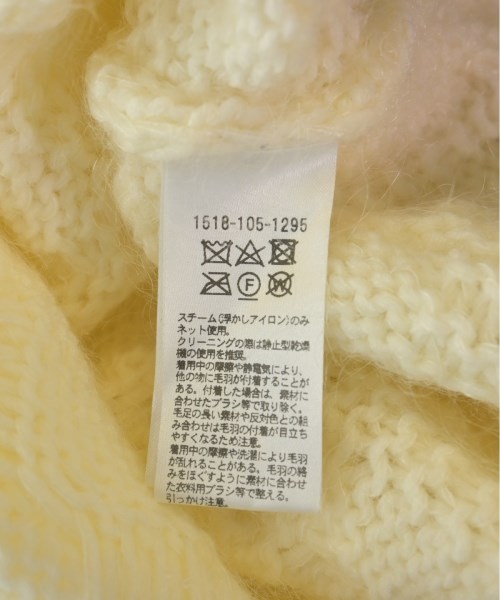 1518-105-1295
F W
スチーム(浮かしアイロン)のみ
ネット使用。
クリーニングの際は静止型乾燥
機の使用を推奨。
着用中の摩擦や静電気により、
他の物に毛羽が付着することが
ある。付着した場合は、素材に
合わせたブラシ等で取り除く。
毛足の長い素材や反対色との組
み合わせは毛羽の付着が目立ち
やすくなるため注意。
着用中の摩擦や洗濯により毛羽
が乱れることがある。毛羽の絡
みをほぐすように素材に合わせ
た衣料用ブラシ等で整える。
引っかけ注意。